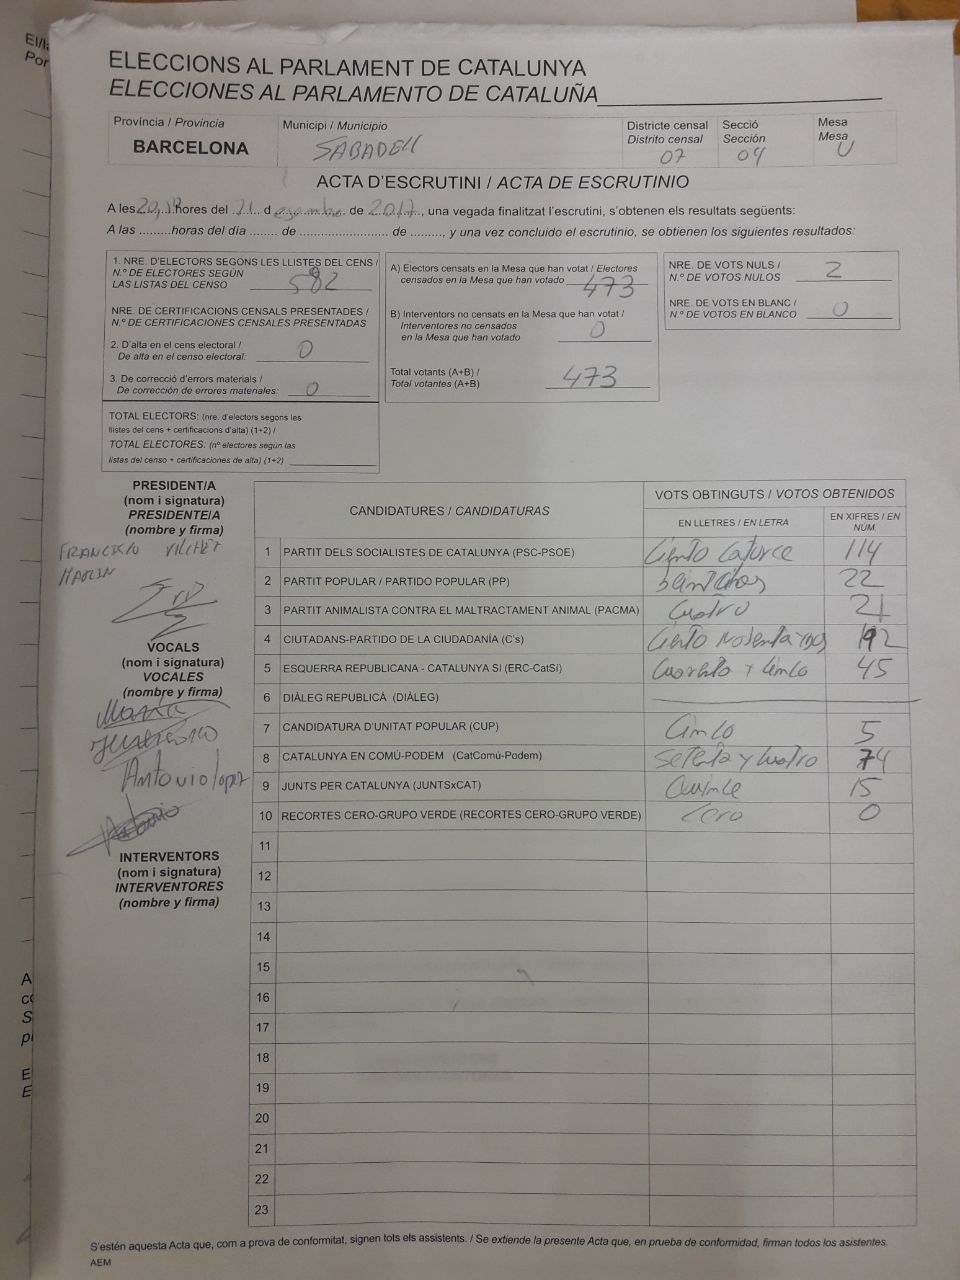 El/la
Por
ELECCIONS AL PARLAMENT DE CATALUNYA
ELECCIONES AL PARLAMENTO DE CATALUÑA
Província / Provincia
BARCELONA
Municipi / Municipio
SABADELL
Districte censal
Distrito censal
07
Secció
Sección
04
Mesa
Mesa
U
ACTA D'ESCRUTINI / ACTA DE ESCRUTINIO
A les ......... hores del 21 d desembre de 2017, una vegada finalitzat l'escrutini, s'obtenen els resultats següents:
A las .........horas del día ........ de .......................... de ........., y una vez concluido el escrutinio, se obtienen los siguientes resultados:
1. NRE. D'ELECTORS SEGONS LES LLISTES DEL CENS /
N.º DE ELECTORES SEGÚN
LAS LISTAS DEL CENSO 582
NRE. DE CERTIFICACIONS CENSALS PRESENTADES /
N.º DE CERTIFICACIONES CENSALES PRESENTADAS
2. D'alta en el cens electoral /
De alta en el censo electoral: 0
3. De correcció d'errors materials /
De corrección de errores materiales: 0
TOTAL ELECTORS: (nre. d'electors segons les
llistes del cens + certificacions d'alta) (1+2) /
TOTAL ELECTORES: (nº electores según las
listas del censo + certificaciones de alta) (1+2)
A) Electors censats en la Mesa que han votat / Electores
censados en la Mesa que han votado 473
B) Interventors no censats en la Mesa que han votat /
Interventores no censados
en la Mesa que han votado 0
Total votants (A+B) /
Total votantes (A+B) 473
NRE. DE VOTS NULS /
N.º DE VOTOS NULOS 2
NRE. DE VOTS EN BLANC /
N.º DE VOTOS EN BLANCO 0
PRESIDENT/A
(nom i signatura)
PRESIDENTE/A
(nombre y firma)
MARIN
VOCALS
(nom i signatura)
VOCALES
(nombre y firma)
Antonio lopez
INTERVENTORS
(nom i signatura)
INTERVENTORES
(nombre y firma)
CANDIDATURES / CANDIDATURAS
VOTS OBTINGUTS / VOTOS OBTENIDOS
EN LLETRES / EN LETRA
EN XIFRES / EN
NÚM.
1 PARTIT DELS SOCIALISTES DE CATALUNYA (PSC-PSOE) Ciento Catorce 114
2 PARTIT POPULAR / PARTIDO POPULAR (PP) 22
3 PARTIT ANIMALISTA CONTRA EL MALTRACTAMENT ANIMAL (PACMA) Cuatro
4 CIUTADANS-PARTIDO DE LA CIUDADANÍA (C's) Ciento Nobenta y dos 192
5 ESQUERRA REPUBLICANA - CATALUNYA SÍ (ERC-CatSí) Cuarenta y Cinco 45
6 DIÀLEG REPUBLICÀ (DIÀLEG)
7 CANDIDATURA D'UNITAT POPULAR (CUP) Cinco 5
8 CATALUNYA EN COMÚ-PODEM (CatComú-Podem) Setenta y Cuatro 74
9 JUNTS PER CATALUNYA (JUNTSxCAT) Quince 15
10 RECORTES CERO-GRUPO VERDE (RECORTES CERO-GRUPO VERDE) Cero 0
11
12
13
14
15
16
17
18
19
20
21
22
23
S'estén aquesta Acta que, com a prova de conformitat, signen tots els assistents. / Se extiende la presente Acta que, en prueba de conformidad, firman todos los asistentes.
AEM